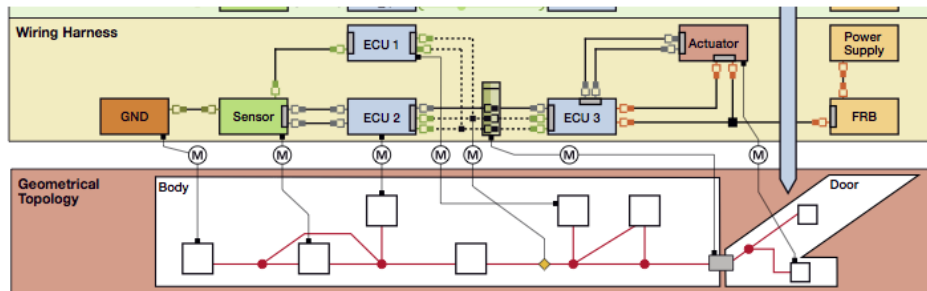 Wiring Harness
ECU 1
Actuator
Power
Supply
GND
Sensor
ECU 2
ECU 3
FRB
M
M
M
M
M
M
M
Geometrical
Topology
Body
Door